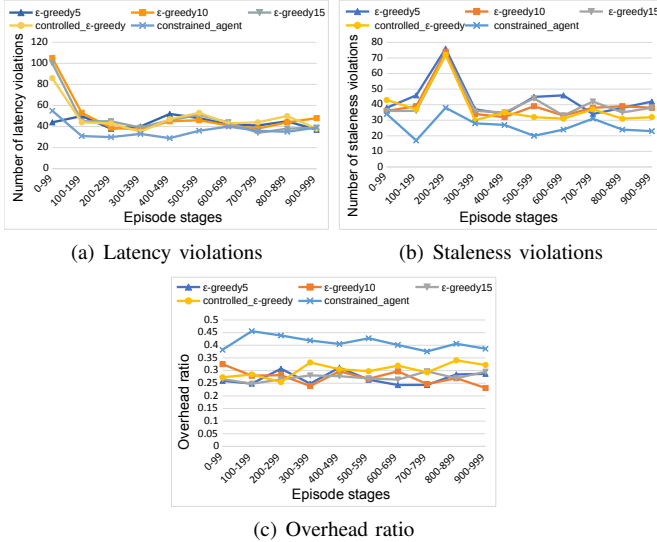 ε-greedy5 ε-greedy10 ε-greedy15
controlled_ε-greedy constrained_agent
Number of latency violations
120
100
80
60
40
20
0
0-99 100-199 200-299 300-399 400-499 500-599 600-699 700-799 800-899 900-999
Episode stages
(a) Latency violations
ε-greedy5 ε-greedy10 ε-greedy15
controlled_ε-greedy constrained_agent
Number of staleness violations
80
70
60
50
40
30
20
10
0
0-99 100-199 200-299 300-399 400-499 500-599 600-699 700-799 800-899 900-999
Episode stages
(b) Staleness violations
ε-greedy5 ε-greedy10 ε-greedy15
controlled_ε-greedy constrained_agent
Overhead ratio
0.5
0.45
0.4
0.35
0.3
0.25
0.2
0.15
0.1
0.05
0
0-99 100-199 200-299 300-399 400-499 500-599 600-699 700-799 800-899 900-999
Episode stages
(c) Overhead ratio